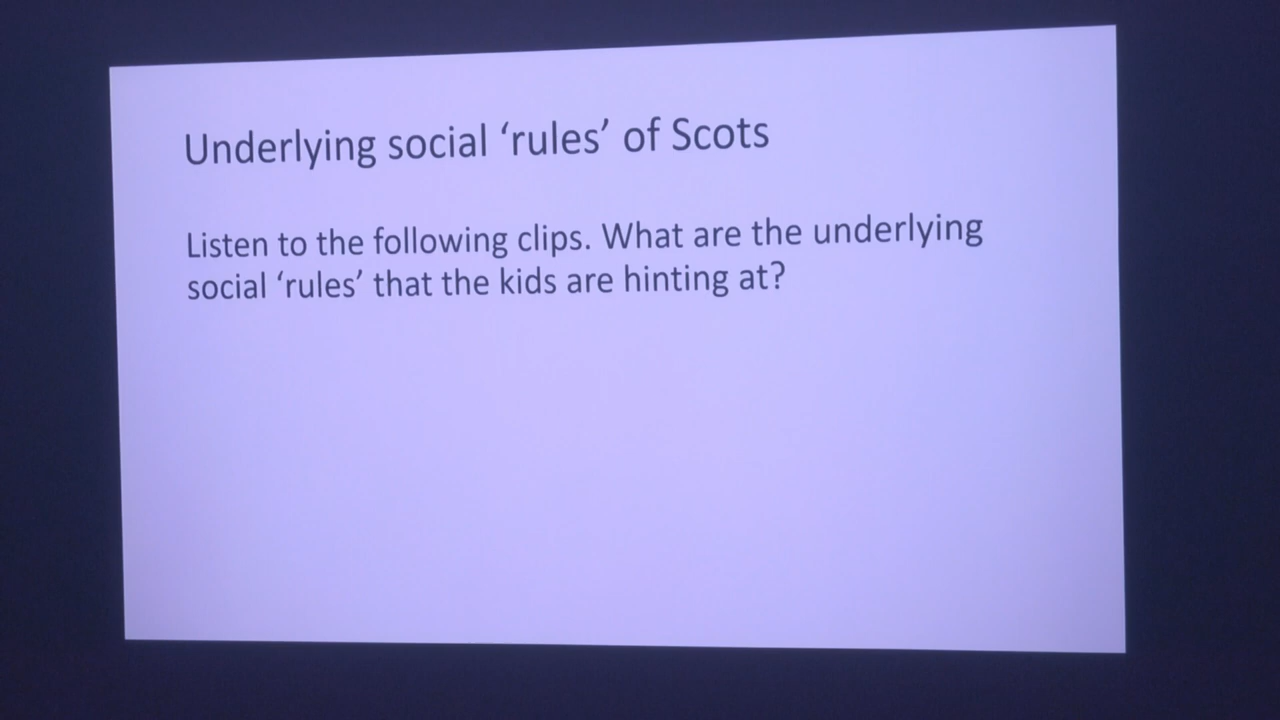 Underlying social ‘rules’ of Scots
Listen to the following clips. What are the underlying
social ‘rules’ that the kids are hinting at?